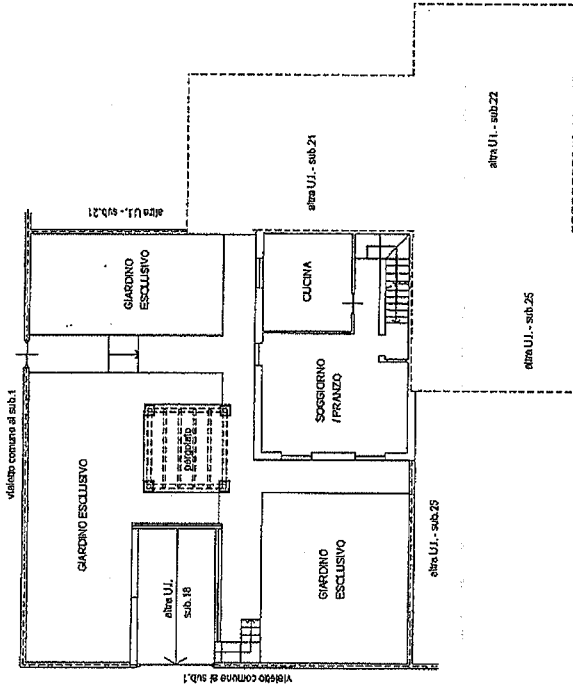 vialetto comune al sub.1
altra U.I. - sub.21
GIARDINO
ESCLUSIVO
GIARDINO ESCLUSIVO
pergolato
altra U.I.
sub.18
GIARDINO
ESCLUSIVO
vialetto comune al sub.1
CUCINA
SOGGIORNO
/PRANZO
altra U.I. - sub.21
altra U.I. - sub.22
altra U.I. - sub.25
altra U.I. - sub.25